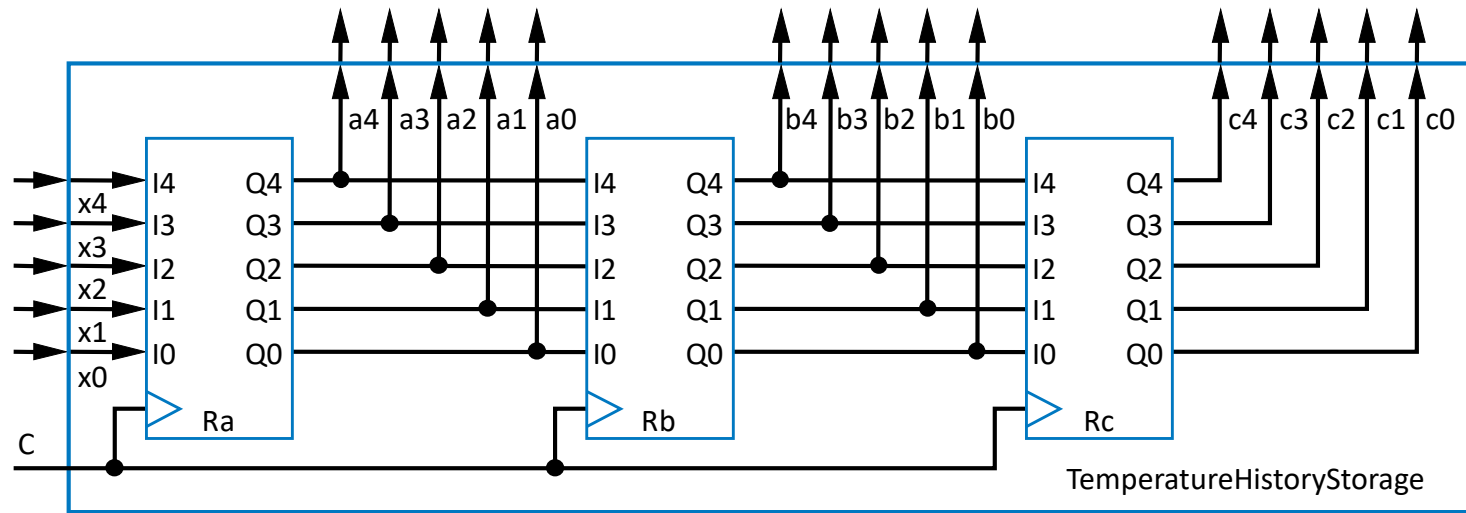 a4 a3 a2 a1 a0 b4 b3 b2 b1 b0 c4 c3 c2 c1 c0
I4 Q4 I4 Q4 I4 Q4
x4
I3 Q3 I3 Q3 I3 Q3
x3
I2 Q2 I2 Q2 I2 Q2
x2
I1 Q1 I1 Q1 I1 Q1
x1
I0 Q0 I0 Q0 I0 Q0
x0
Ra Rb Rc
C
TemperatureHistoryStorage